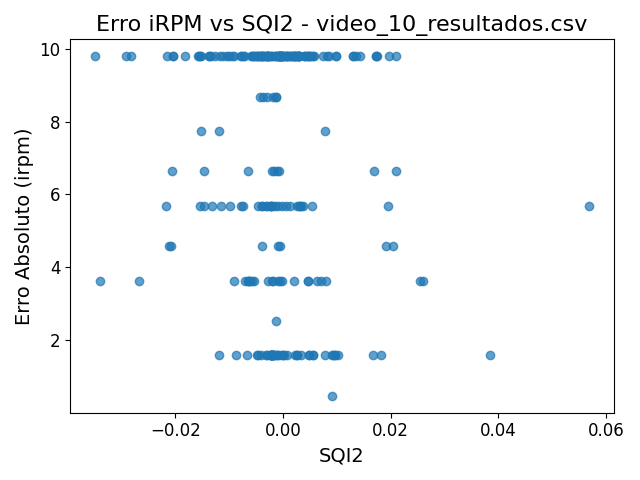 Erro iRPM vs SQI2 - video_10_resultados.csv
Erro Absoluto (irpm)
10
8
6
4
2
−0.02 0.00 0.02 0.04 0.06
SQI2